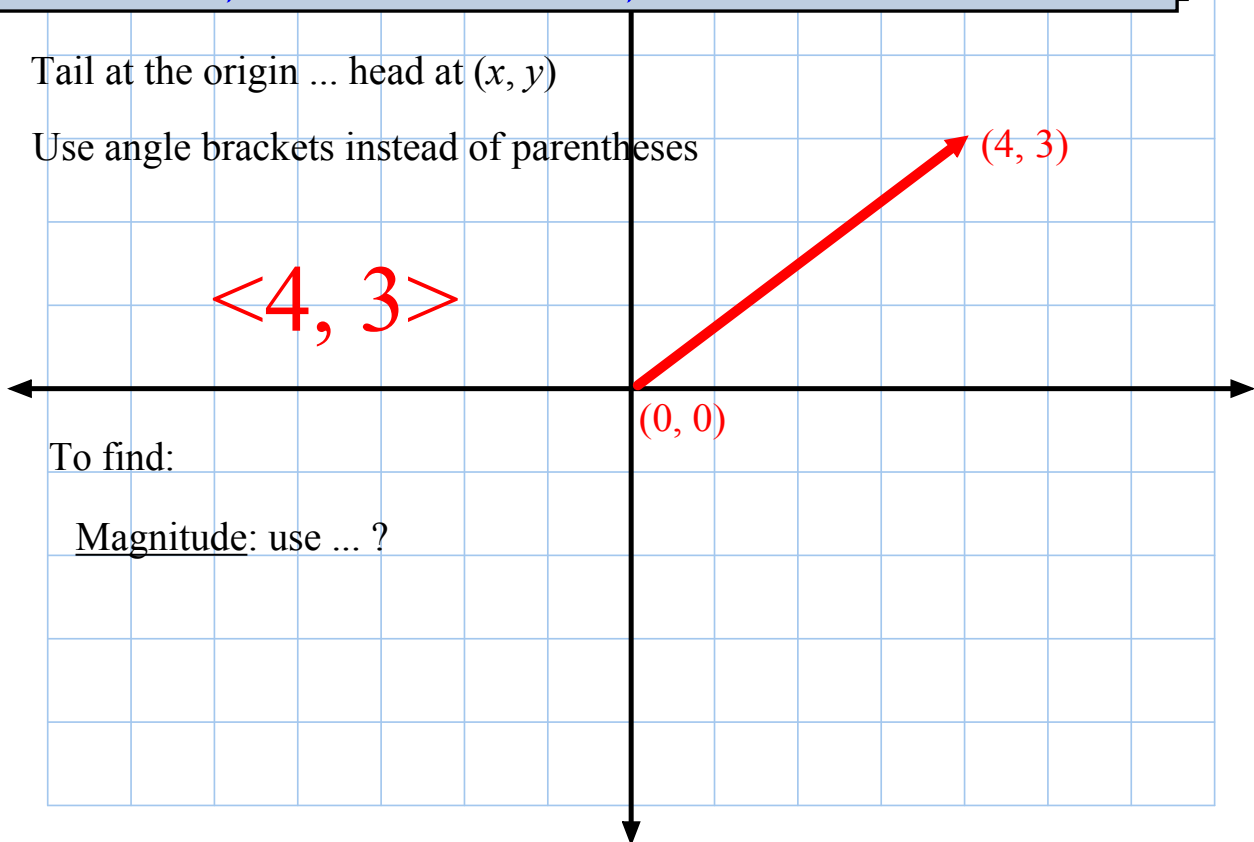 Tail at the origin ... head at (x, y)
Use angle brackets instead of parentheses
(4, 3)
<4, 3>
(0, 0)
To find:
Magnitude: use ... ?